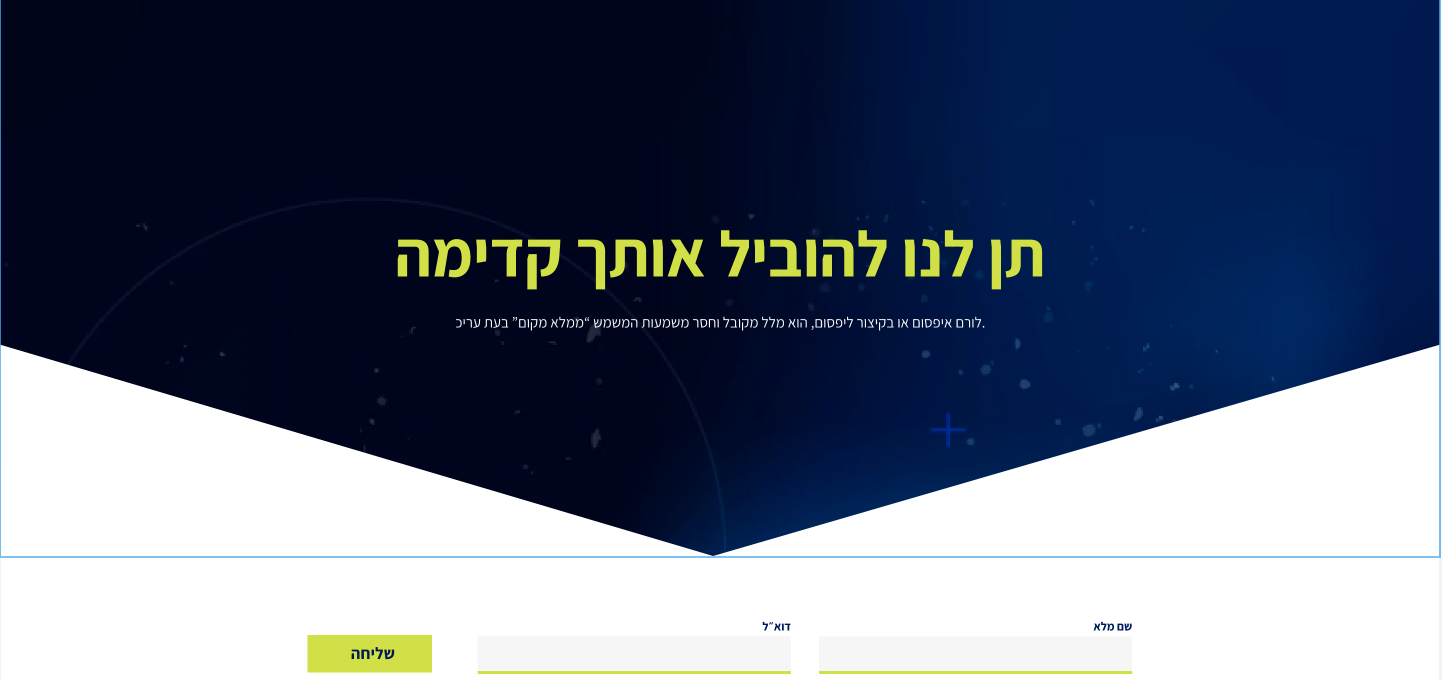 תן לנו להוביל אותך קדימה
לורם איפסום או בקיצור ליפסום, הוא מלל מקובל וחסר משמעות המשמש “ממלא מקום” בעת עריכ.
שם מלא
דוא״ל
שליחה